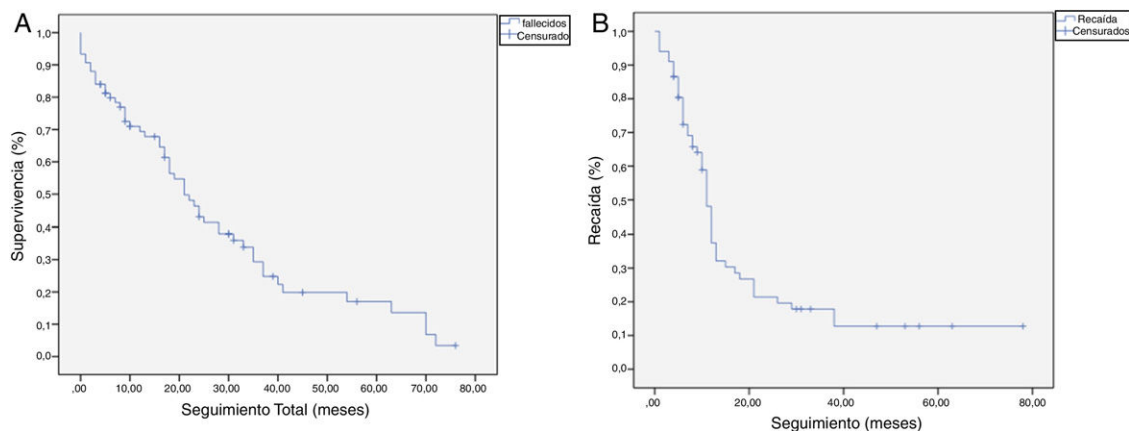 A
fallecidos
Censurado
1,0
0,9
0,8
0,7
0,6
0,5
0,4
0,3
0,2
0,1
0,0
Supervivencia (%)
,00 10,00 20,00 30,00 40,00 50,00 60,00 70,00 80,00
Seguimiento Total (meses)
B
Recaída
Censurados
1,0
0,9
0,8
0,7
0,6
0,5
0,4
0,3
0,2
0,1
0,0
Recaída (%)
,00 20,00 40,00 60,00 80,00
Seguimiento (meses)